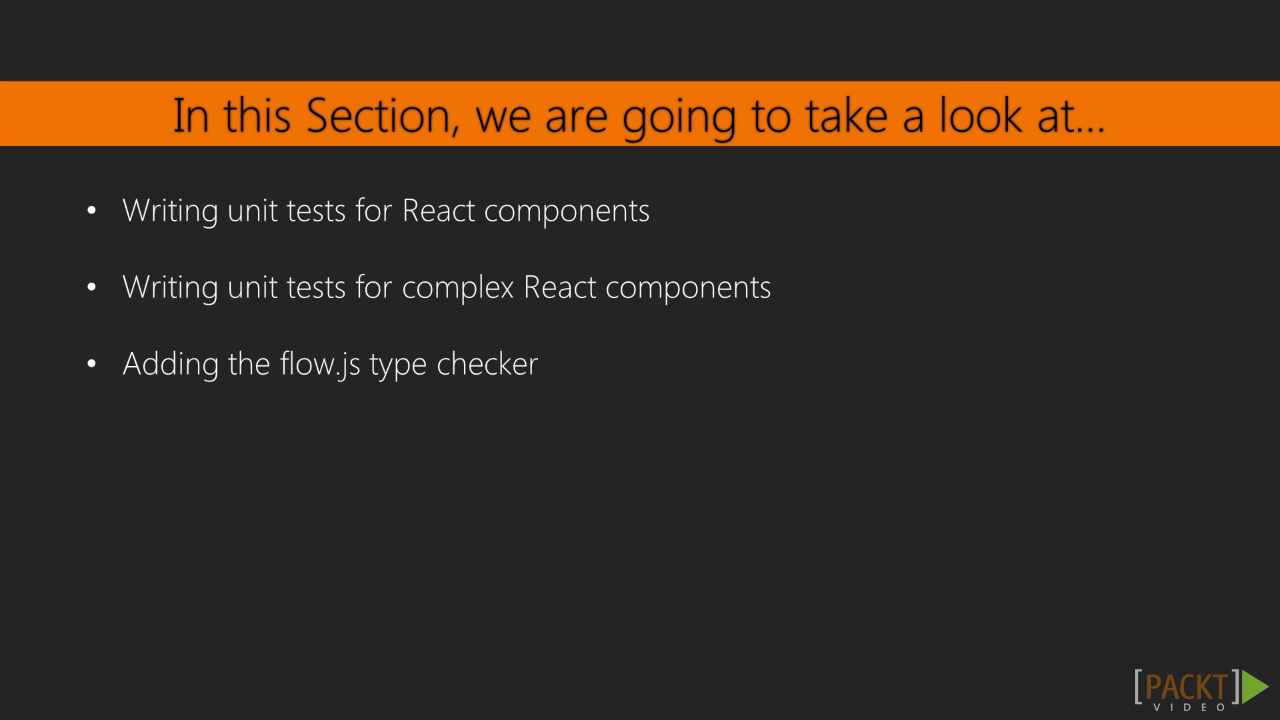 In this Section, we are going to take a look at...
• Writing unit tests for React components
• Writing unit tests for complex React components
• Adding the flow.js type checker
[PACKT]
VIDEO